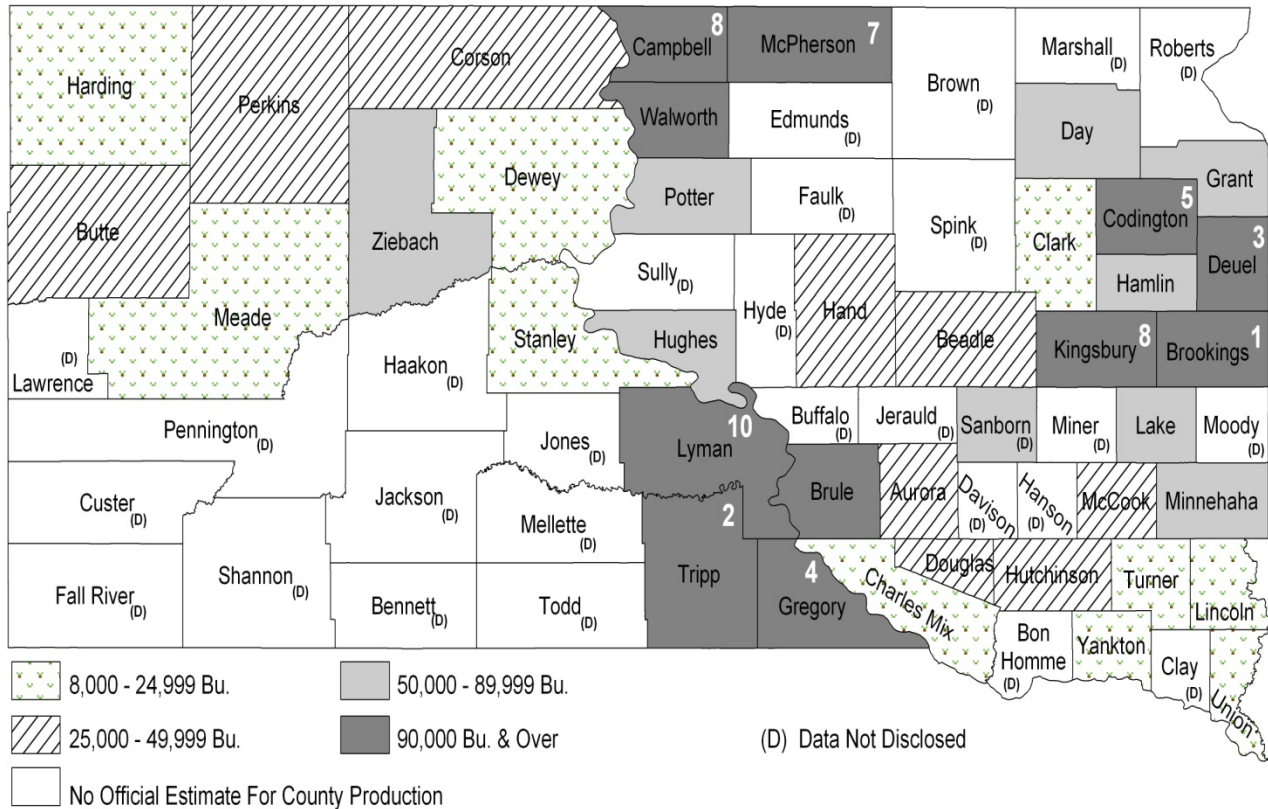 Harding
Perkins
Corson
Campbell
8
McPherson
7
Brown
(D)
Marshall
(D)
Roberts
(D)
Walworth
Edmunds
(D)
Day
Grant
Butte
Meade
Ziebach
Dewey
Potter
Faulk
(D)
Spink
(D)
Clark
Codington
5
Deuel
3
Hamlin
Sully
(D)
Hyde
(D)
Hand
Beadle
Kingsbury
8
Brookings
1
Lawrence
(D)
Haakon
(D)
Stanley
Hughes
Pennington
(D)
Jones
(D)
Lyman
10
Buffalo
(D)
Jerauld
(D)
Sanborn
(D)
Miner
(D)
Lake
Moody
(D)
Custer
(D)
Jackson
(D)
Mellette
(D)
Tripp
2
Brule
Aurora
Davison
(D)
Hanson
(D)
McCook
Minnehaha
Fall River
(D)
Shannon
(D)
Bennett
(D)
Todd
(D)
Gregory
4
Charles Mix
Douglas
Hutchinson
Turner
Lincoln
Bon
Homme
(D)
Yankton
Clay
(D)
Union
8,000 - 24,999 Bu.
50,000 - 89,999 Bu.
25,000 - 49,999 Bu.
90,000 Bu. & Over
(D) Data Not Disclosed
No Official Estimate For County Production